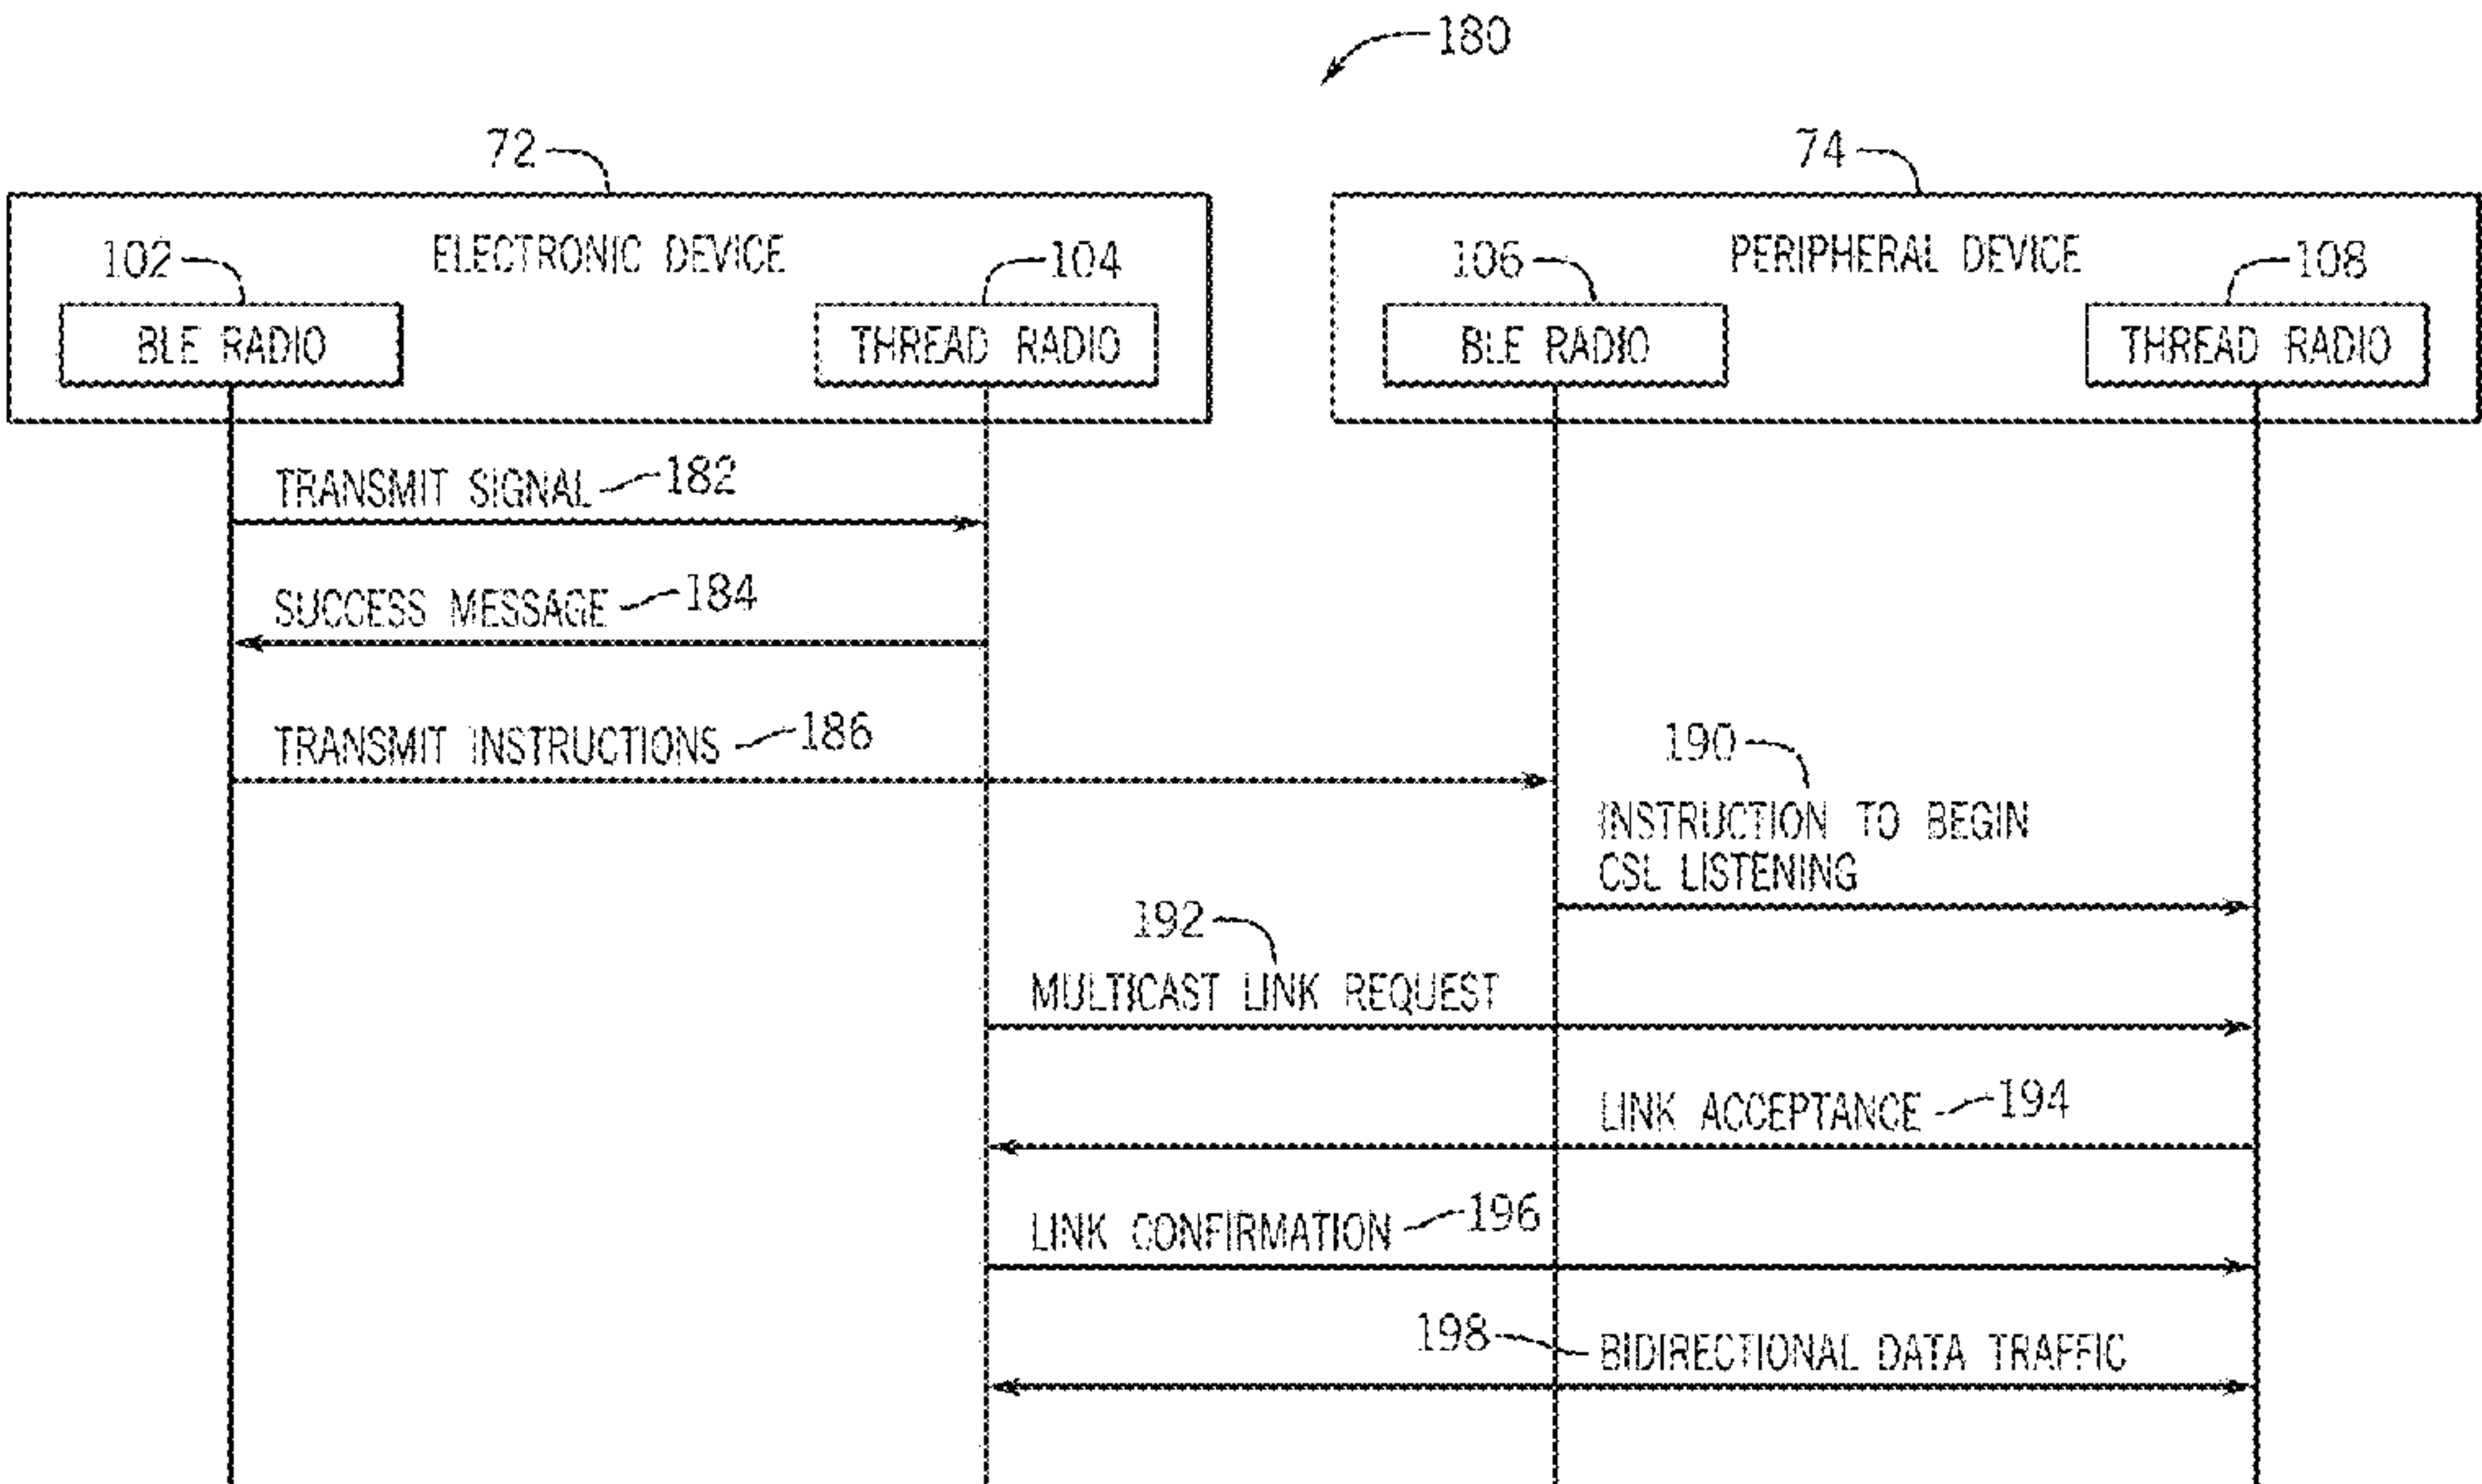 180
72
74
ELECTRONIC DEVICE
PERIPHERAL DEVICE
102
104
106
108
BLE RADIO
THREAD RADIO
BLE RADIO
THREAD RADIO
TRANSMIT SIGNAL 182
SUCCESS MESSAGE 184
TRANSMIT INSTRUCTIONS 186
190
INSTRUCTION TO BEGIN
CSL LISTENING
192
MULTICAST LINK REQUEST
LINK ACCEPTANCE 194
LINK CONFIRMATION 196
198 BIDIRECTIONAL DATA TRAFFIC